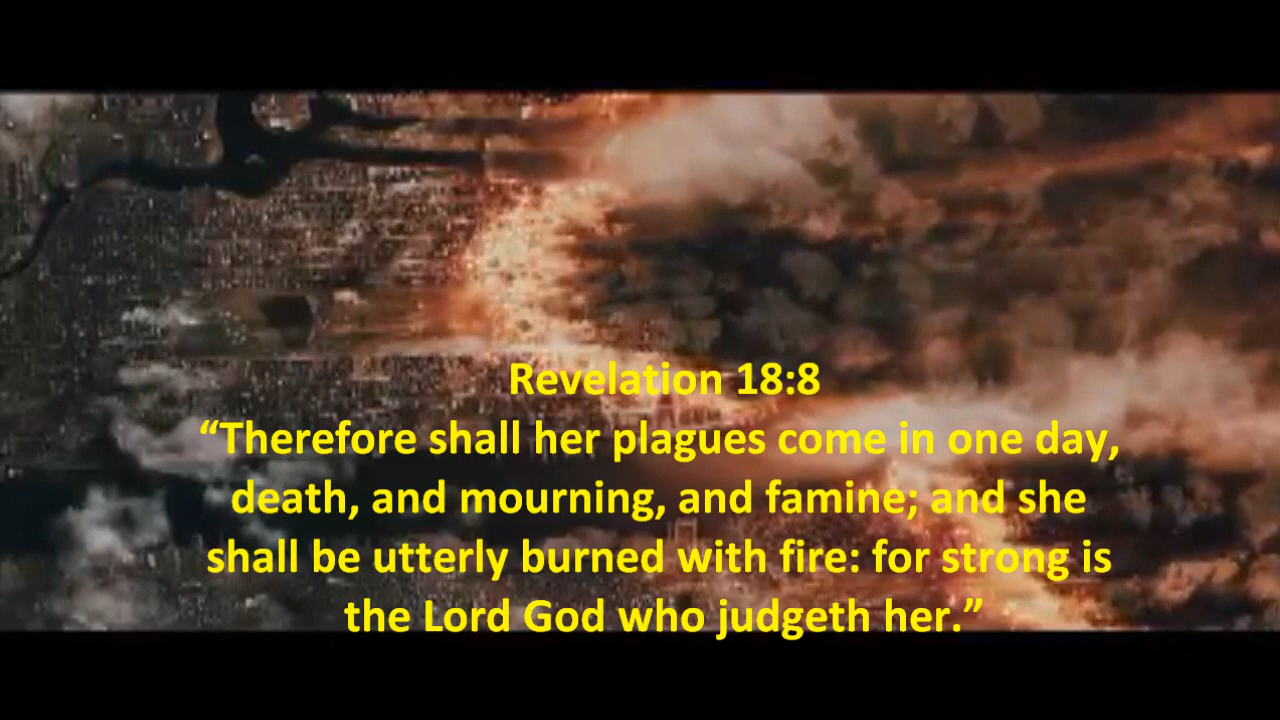 Revelation 18:8
“Therefore shall her plagues come in one day,
death, and mourning, and famine; and she
shall be utterly burned with fire: for strong is
the Lord God who judgeth her.”